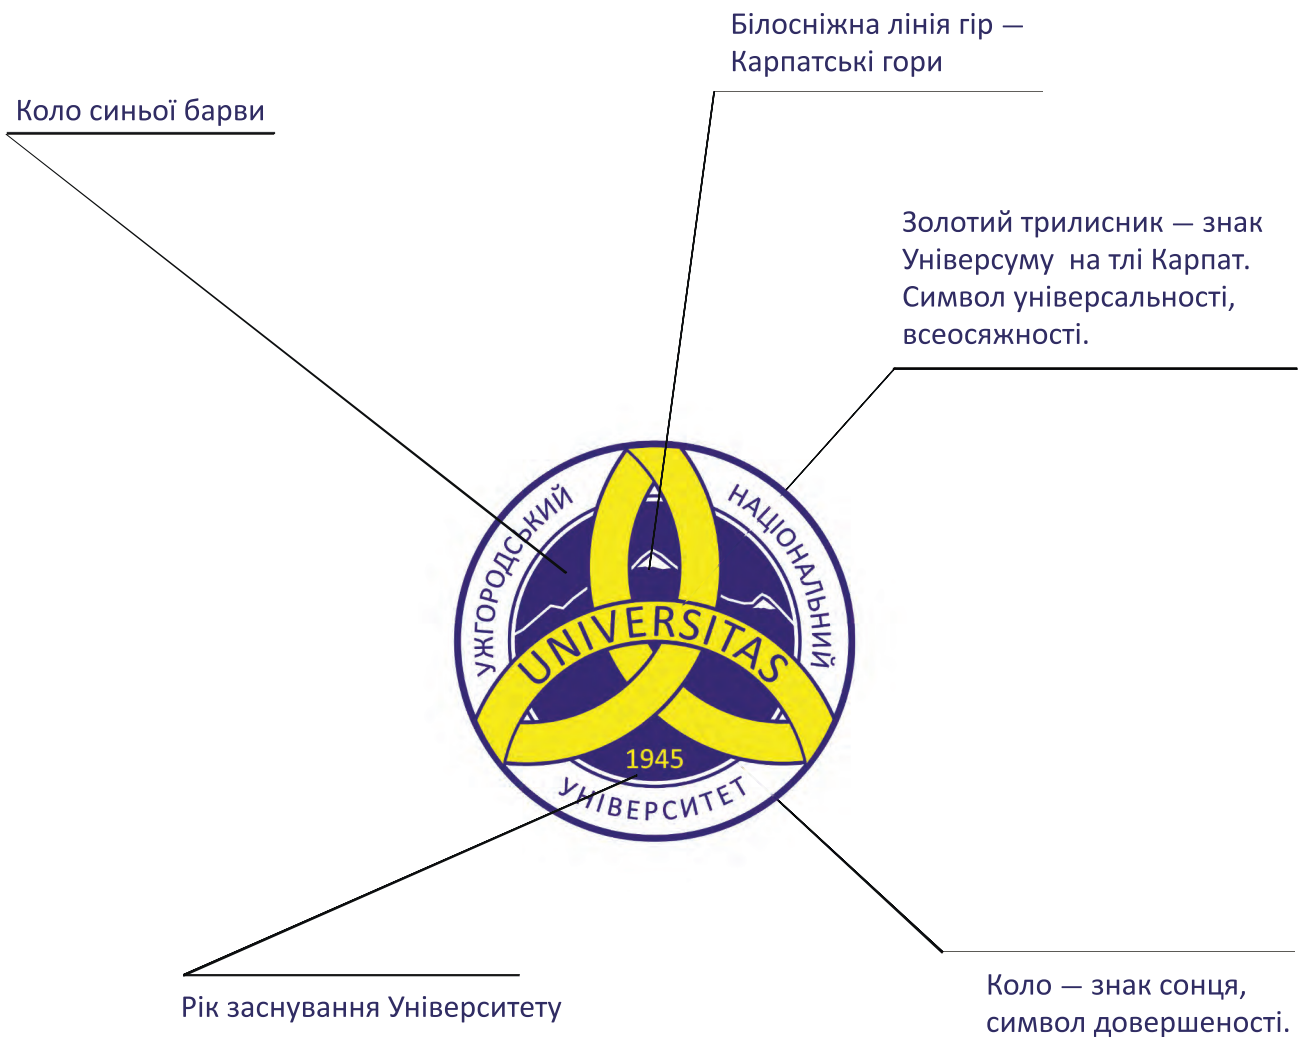 Білосніжна лінія гір —
Карпатські гори
Коло синьої барви
Золотий трилисник — знак
Універсуму на тлі Карпат.
Символ універсальності,
всеосяжності.
УЖГОРОДСЬКИЙ
НАЦІОНАЛЬНИЙ
UNIVERSITAS
1945
УНІВЕРСИТЕТ
Рік заснування Університету
Коло — знак сонця,
символ довершеності.